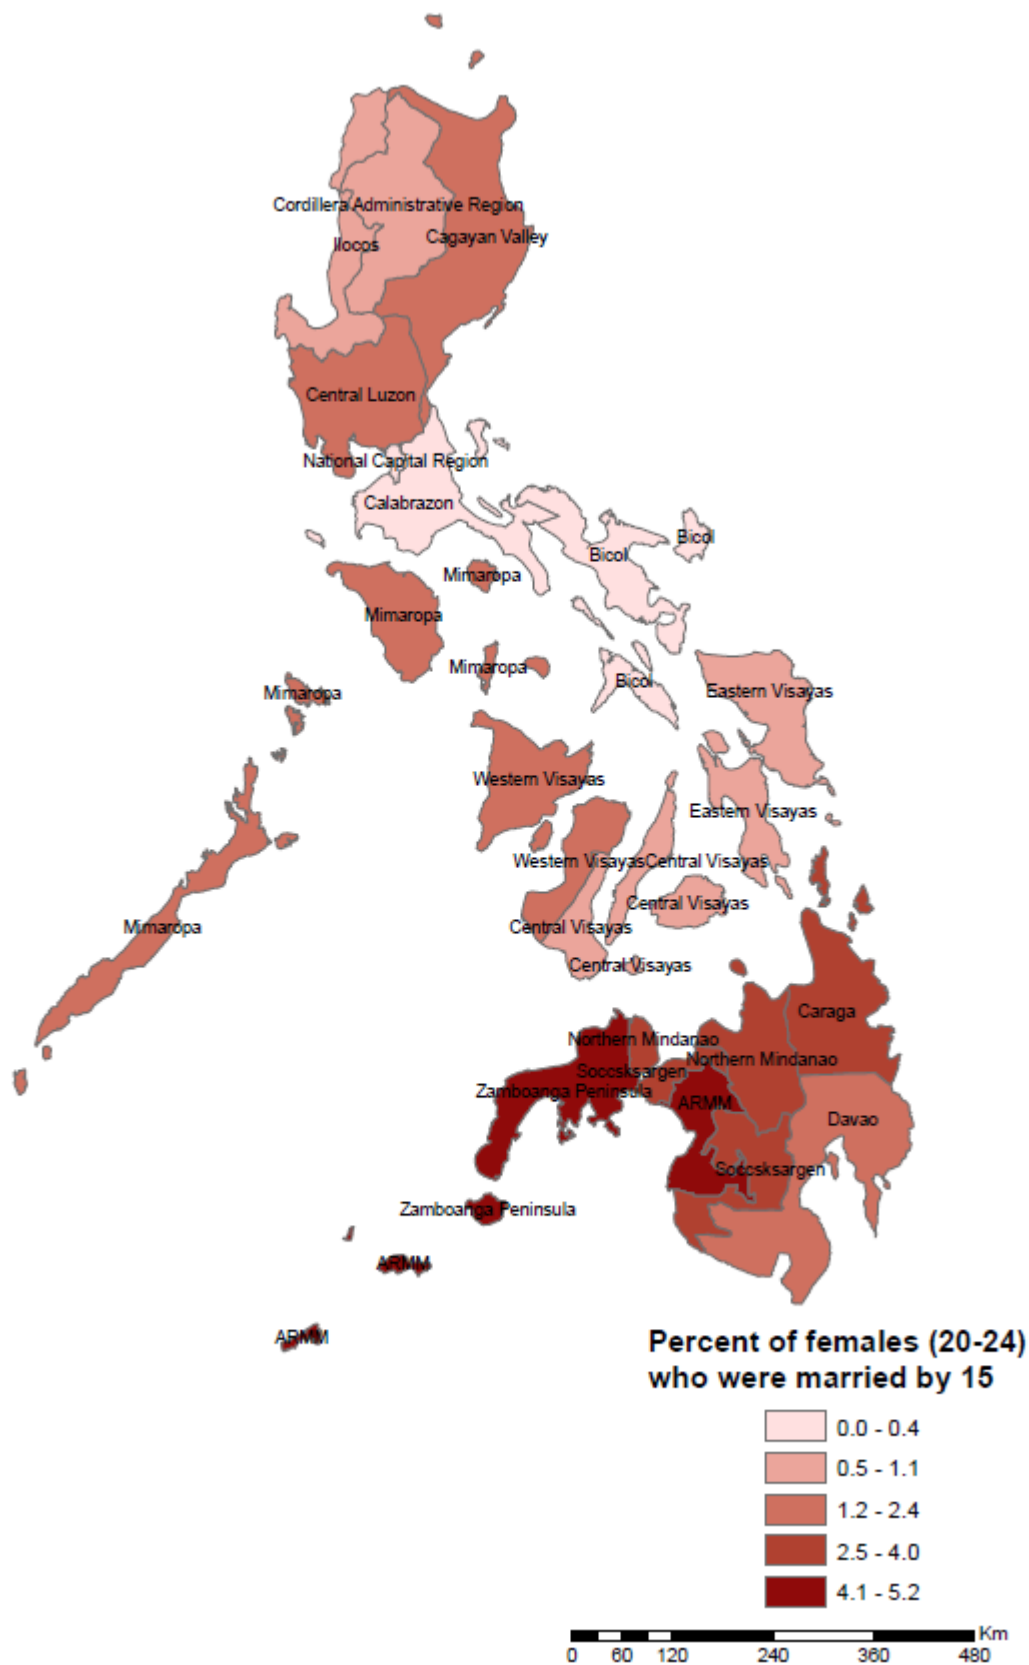 Cordillera Administrative Region
Cagayan Valley
Ilocos
Central Luzon
National Capital Region
Calabrazon
Bicol
Bicol
Mimaropa
Mimaropa
Mimaropa
Bicol
Mimaropa
Eastern Visayas
Western Visayas
Eastern Visayas
Western Visayas
Central Visayas
Central Visayas
Central Visayas
Mimaropa
Central Visayas
Caraga
Northern Mindanao
Northern Mindanao
Soccsksargen
Zamboanga Peninsula
ARMM
Davao
Soccsksargen
Zamboanga Peninsula
ARMM
ARMM
Percent of females (20-24)
who were married by 15
0.0 - 0.4
0.5 - 1.1
1.2 - 2.4
2.5 - 4.0
4.1 - 5.2
Km
0 60 120 240 360 480